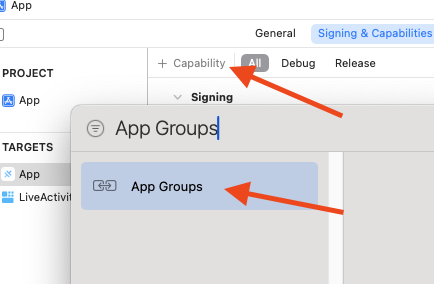 App
General
Signing & Capabilities
PROJECT
+ Capability
All
Debug
Release
App
Signing
App Groups
TARGETS
App
App Groups
LiveActivit